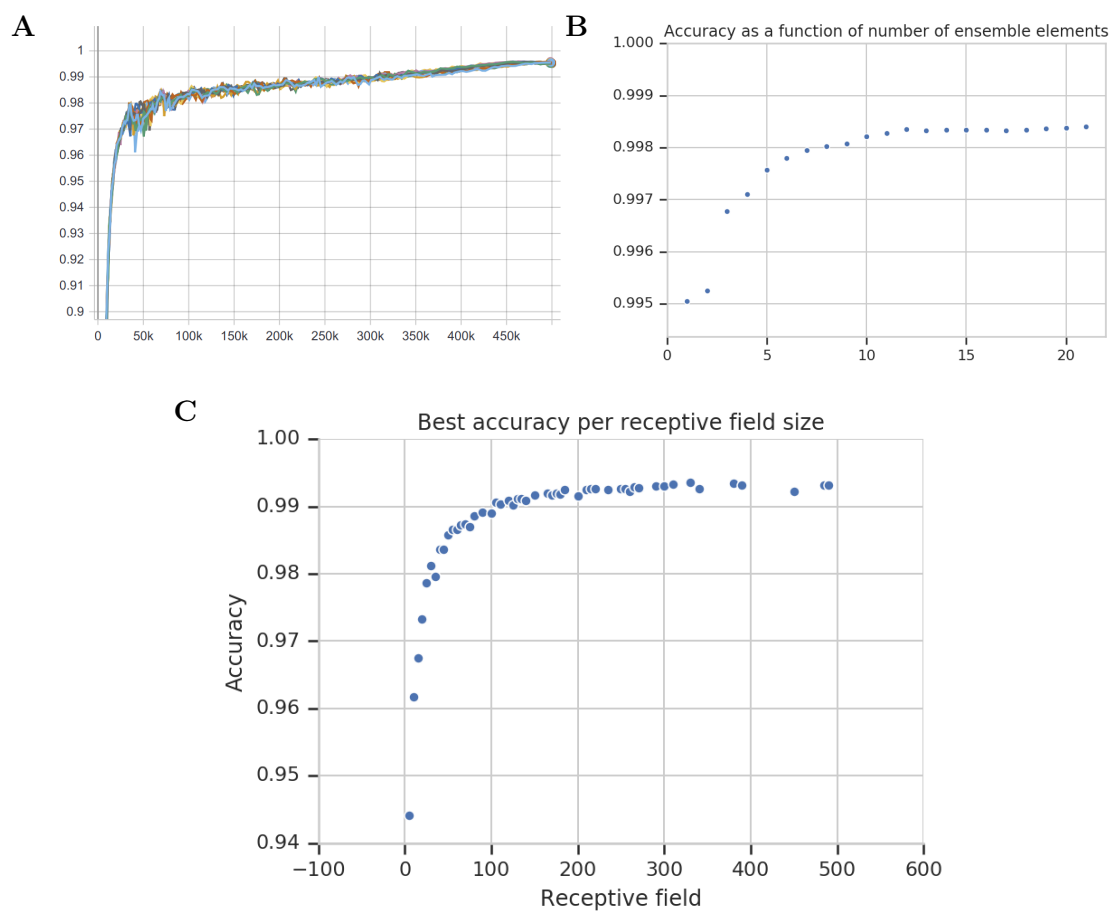 A
1
0.99
0.98
0.97
0.96
0.95
0.94
0.93
0.92
0.91
0.9
0 50k 100k 150k 200k 250k 300k 350k 400k 450k
B
Accuracy as a function of number of ensemble elements
1.000
0.999
0.998
0.997
0.996
0.995
0 5 10 15 20
C
Best accuracy per receptive field size
1.00
0.99
0.98
0.97
0.96
0.95
0.94
Accuracy
−100 0 100 200 300 400 500 600
Receptive field